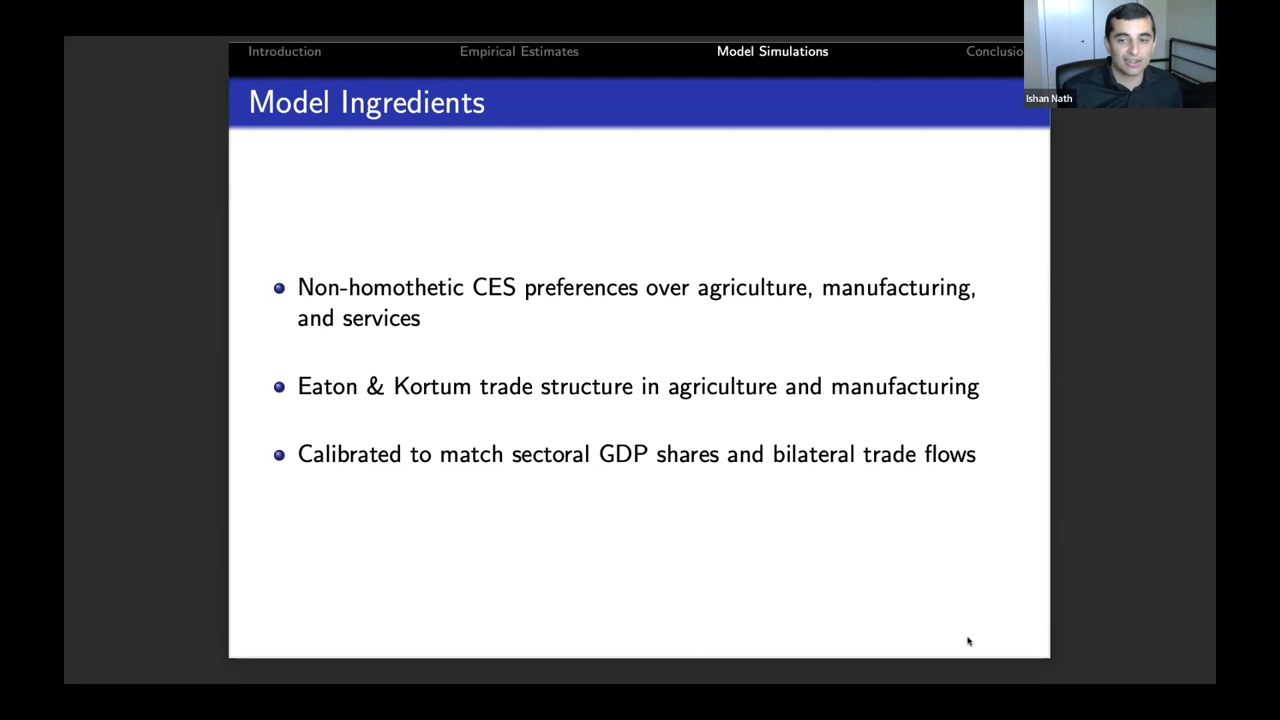 Introduction
Empirical Estimates
Model Simulations
Conclusio
Ishan Nath
Model Ingredients
Non-homothetic CES preferences over agriculture, manufacturing,
and services
Eaton & Kortum trade structure in agriculture and manufacturing
Calibrated to match sectoral GDP shares and bilateral trade flows